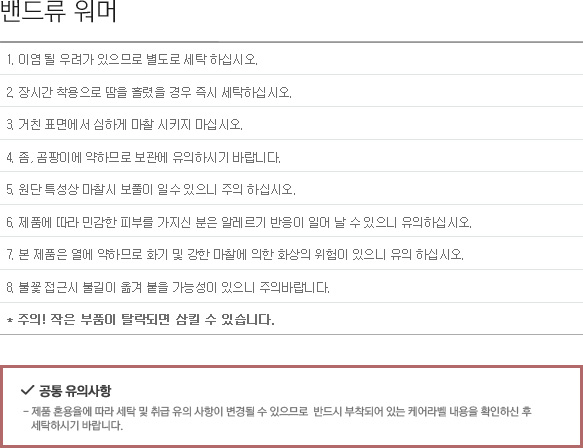 밴드류 워머
1. 이염 될 우려가 있으므로 별도로 세탁 하십시오.
2. 장시간 착용으로 땀을 흘렸을 경우 즉시 세탁하십시오.
3. 거친 표면에서 심하게 마찰 시키지 마십시오.
4. 좀, 곰팡이에 약하므로 보관에 유의하시기 바랍니다.
5. 원단 특성상 마찰시 보풀이 일수 있으니 주의 하십시오.
6. 제품에 따라 민감한 피부를 가지신 분은 알레르기 반응이 일어 날 수 있으니 유의하십시오.
7. 본 제품은 열에 약하므로 화기 및 강한 마찰에 의한 화상의 위험이 있으니 유의 하십시오.
8. 불꽃 접근시 불길이 옮겨 붙을 가능성이 있으니 주의바랍니다.
* 주의! 작은 부품이 탈락되면 삼킬 수 있습니다.
✓ 공통 유의사항
- 제품 혼용율에 따라 세탁 및 취급 유의 사항이 변경될 수 있으므로 반드시 부착되어 있는 케어라벨 내용을 확인하신 후
세탁하시기 바랍니다.